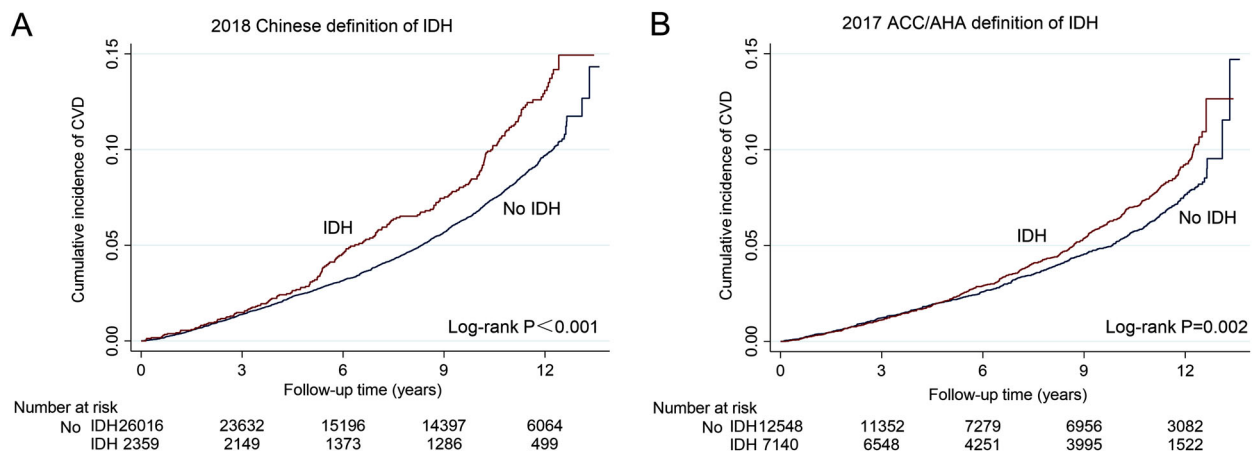 A
2018 Chinese definition of IDH
Cumulative incidence of CVD
0.15
0.10
0.05
0.00
IDH
No IDH
Log-rank P＜0.001
0 3 6 9 12
Follow-up time (years)
Number at risk
No IDH 26016 23632 15196 14397 6064
IDH 2359 2149 1373 1286 499
B
2017 ACC/AHA definition of IDH
Cumulative incidence of CVD
0.15
0.10
0.05
0.00
IDH
No IDH
Log-rank P=0.002
0 3 6 9 12
Follow-up time (years)
Number at risk
No IDH 12548 11352 7279 6956 3082
IDH 7140 6548 4251 3995 1522